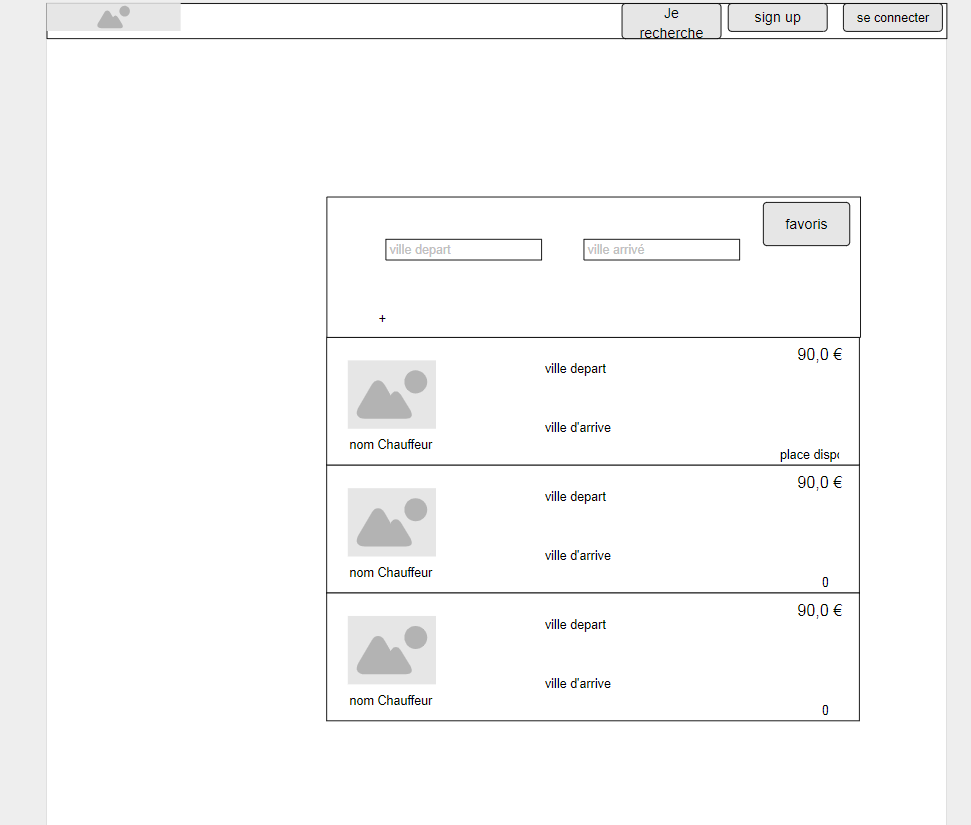 Je
recherche
sign up
se connecter
favoris
ville depart
ville arrivé
+
90,0 €
ville depart
ville d'arrive
nom Chauffeur
place dispo
90,0 €
ville depart
ville d'arrive
nom Chauffeur
0
90,0 €
ville depart
ville d'arrive
nom Chauffeur
0